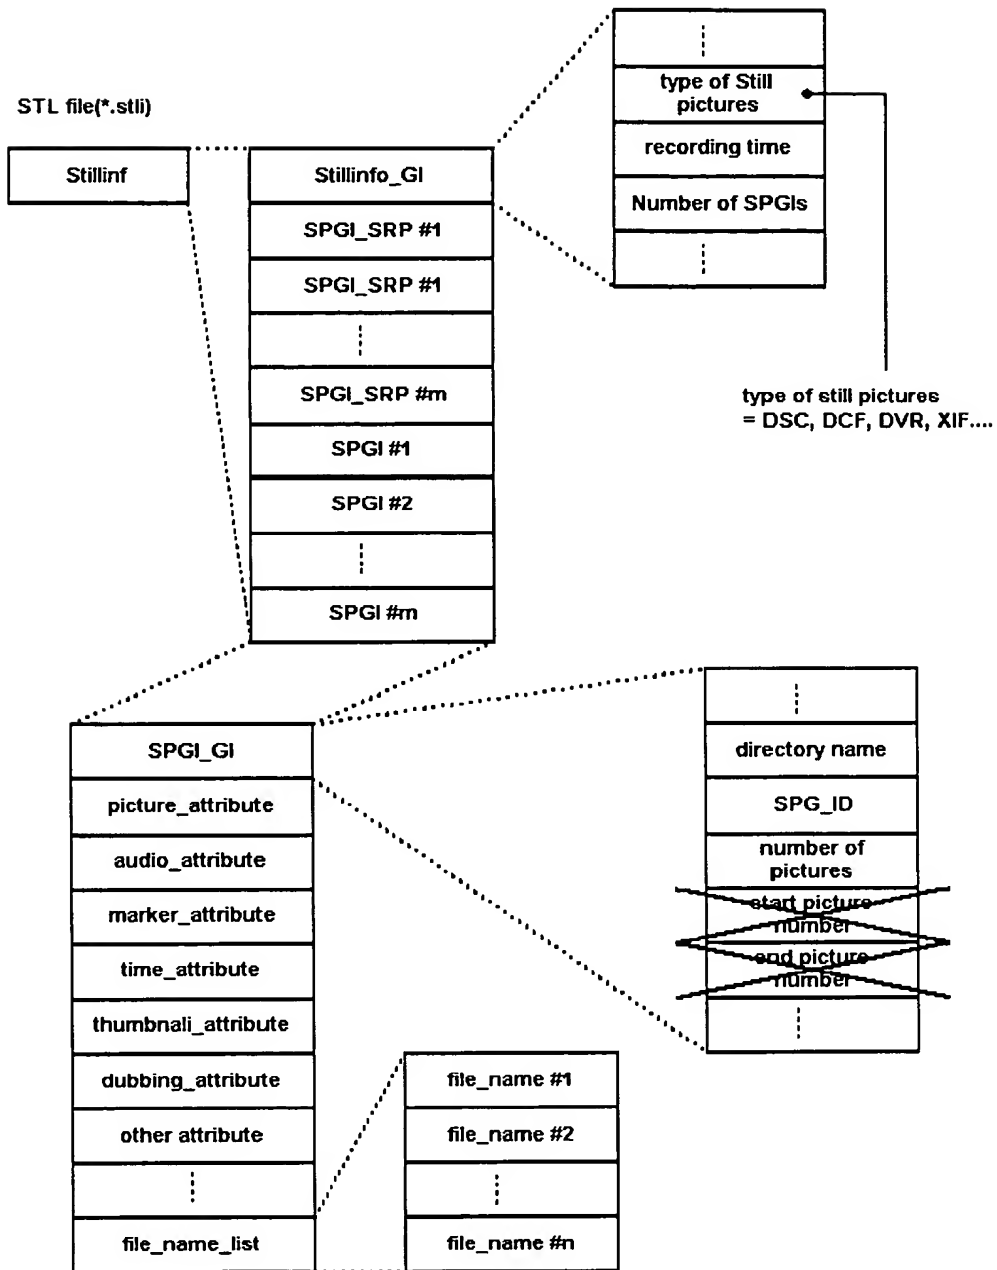 STL file(*.stli)
Stillinf
Stillinfo_GI
SPGI_SRP #1
SPGI_SRP #1
SPGI_SRP #m
SPGI #1
SPGI #2
SPGI #m
type of Still
pictures
recording time
Number of SPGIs
type of still pictures
= DSC, DCF, DVR, XIF....
SPGI_GI
picture_attribute
audio_attribute
marker_attribute
time_attribute
thumbnali_attribute
dubbing_attribute
other attribute
file_name_list
file_name #1
file_name #2
file_name #n
directory name
SPG_ID
number of
pictures
start picture
number
end picture
number